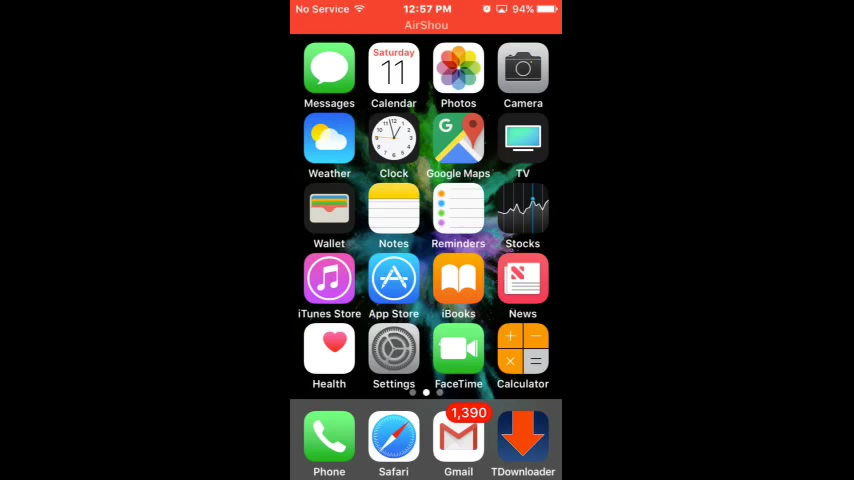 No Service 12:57 PM 94%
AirShou
Saturday
11
Messages Calendar Photos Camera
12
G
Weather Clock Google Maps TV
Wallet Notes Reminders Stocks
iTunes Store App Store iBooks News
Health Settings FaceTime Calculator
1,390
Phone Safari Gmail TDownloader